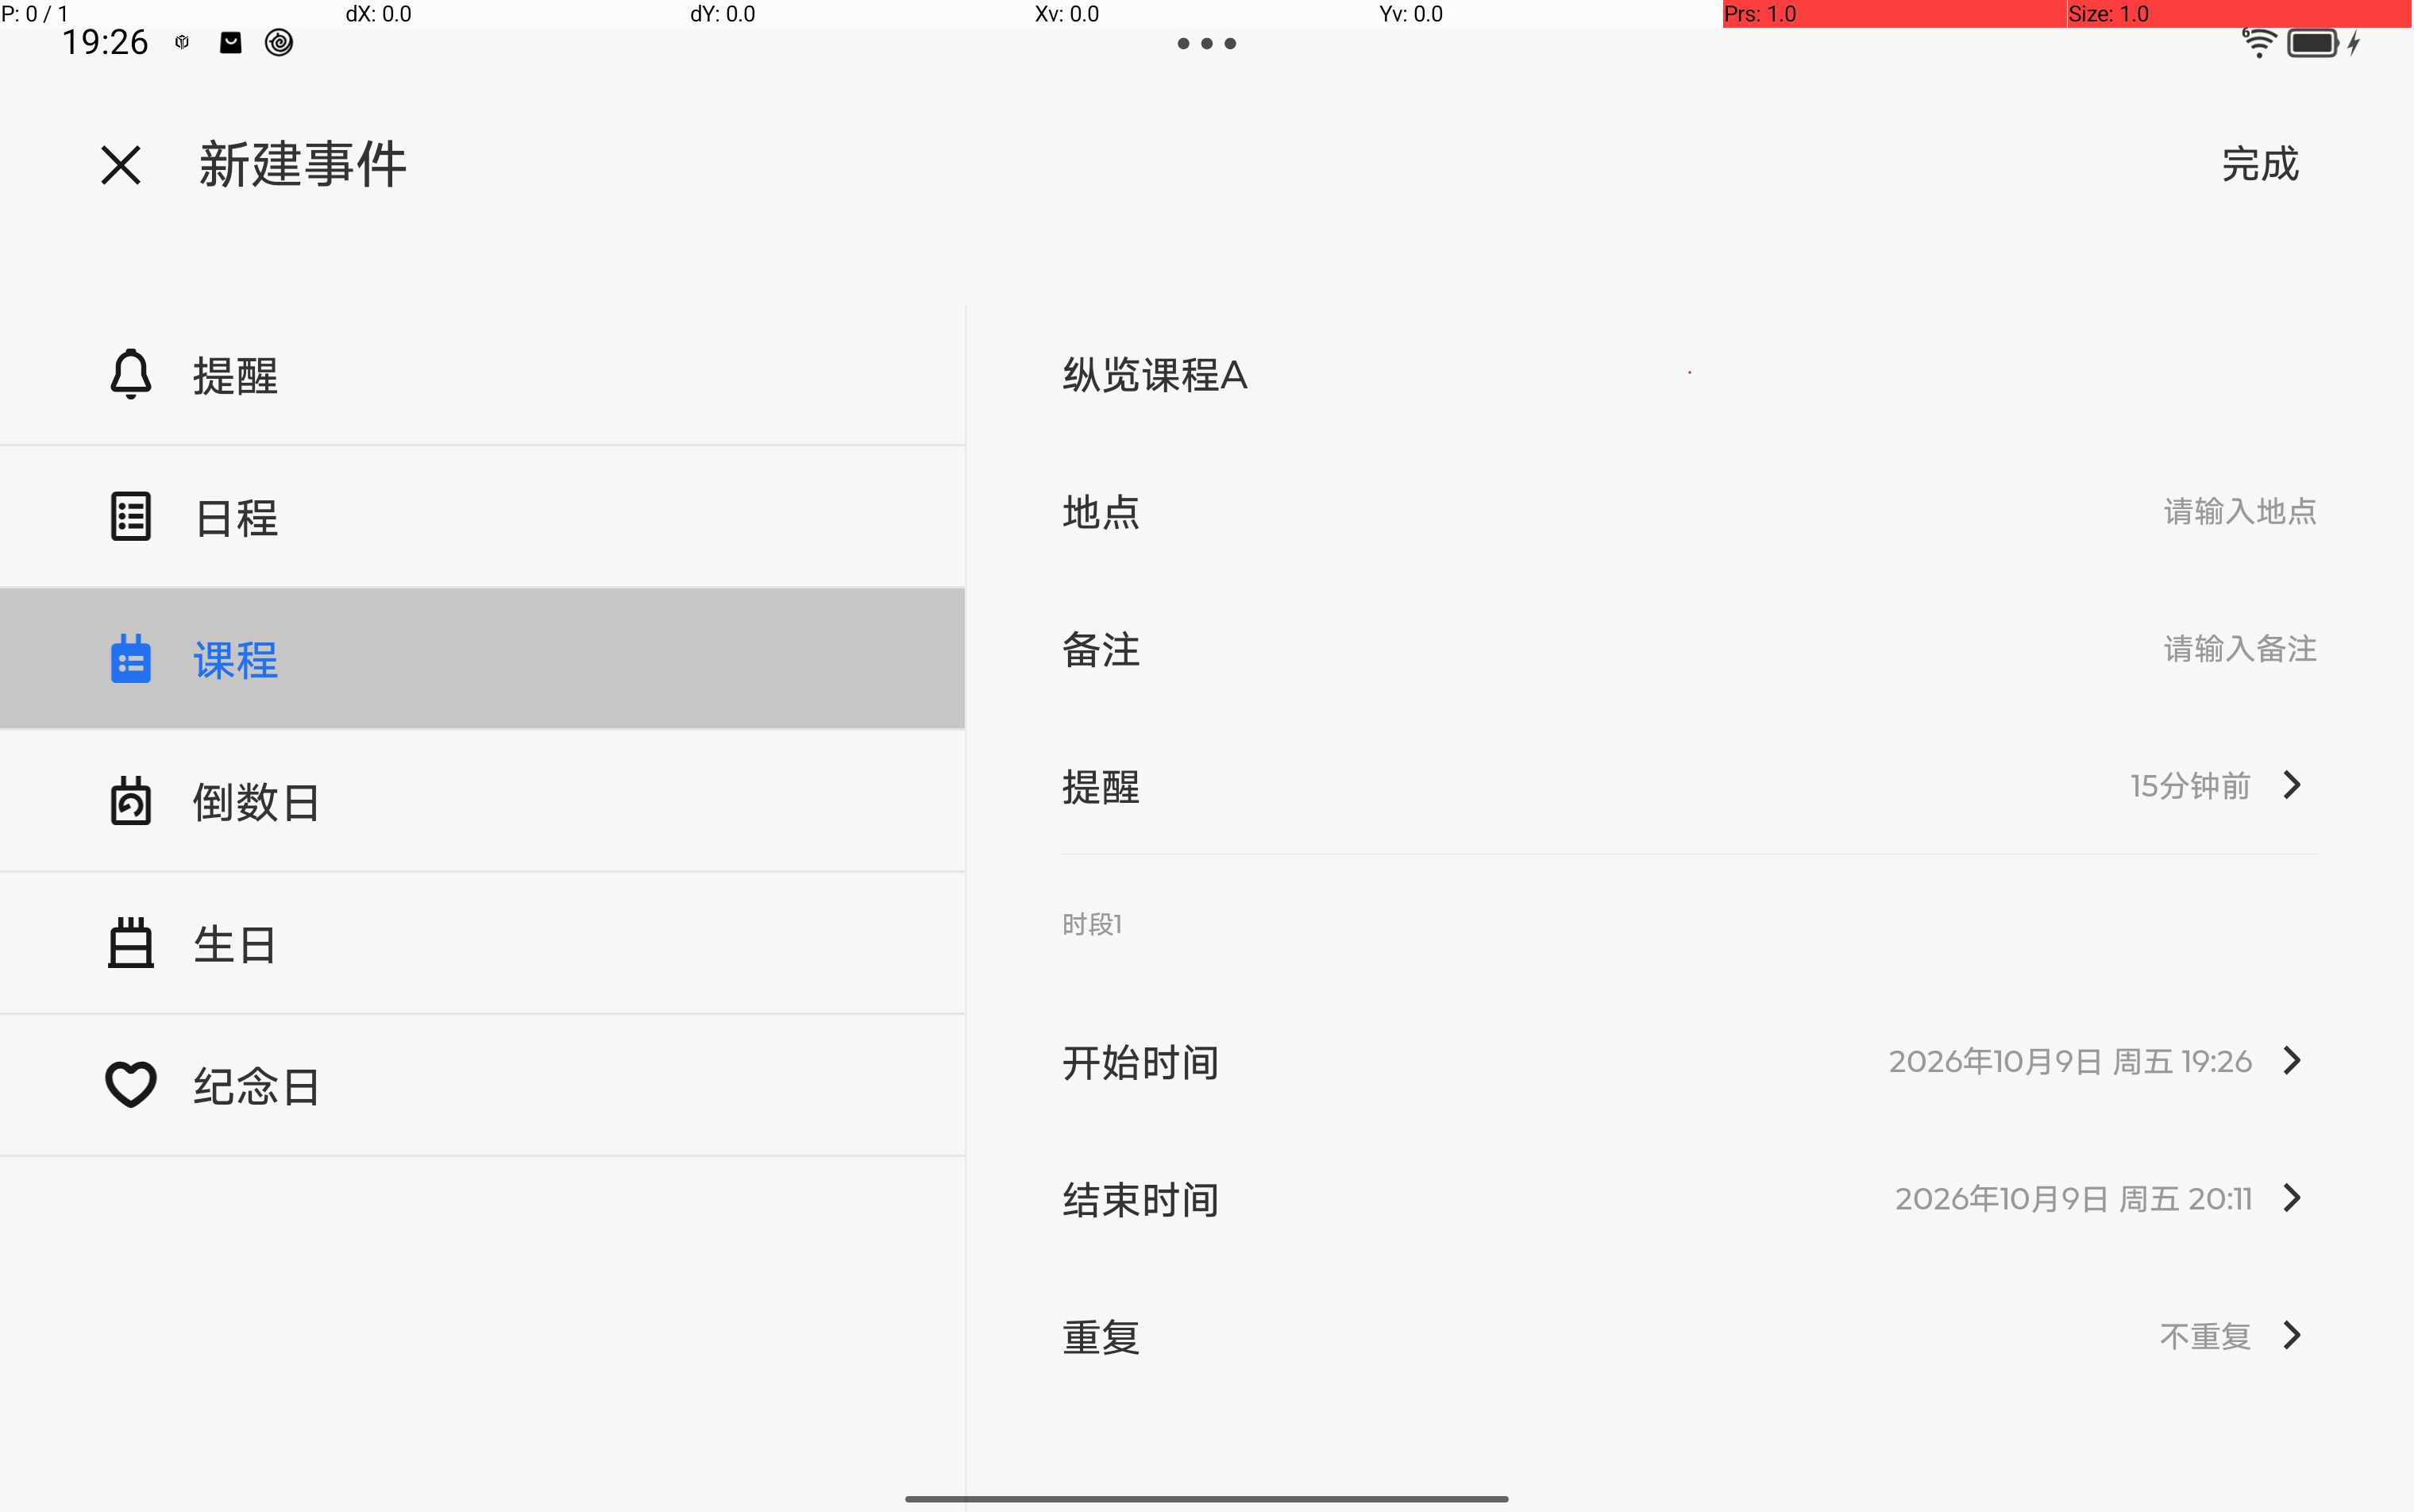 P: 0 / 1 dX: 0.0 dY: 0.0 Xv: 0.0 Yv: 0.0 Prs: 1.0 Size: 1.0
19:26 6
新建事件 完成
提醒
日程
课程
倒数日
生日
纪念日
纵览课程A
地点 请输入地点
备注 请输入备注
提醒 15分钟前
时段1
开始时间 2026年10月9日 周五 19:26
结束时间 2026年10月9日 周五 20:11
重复 不重复